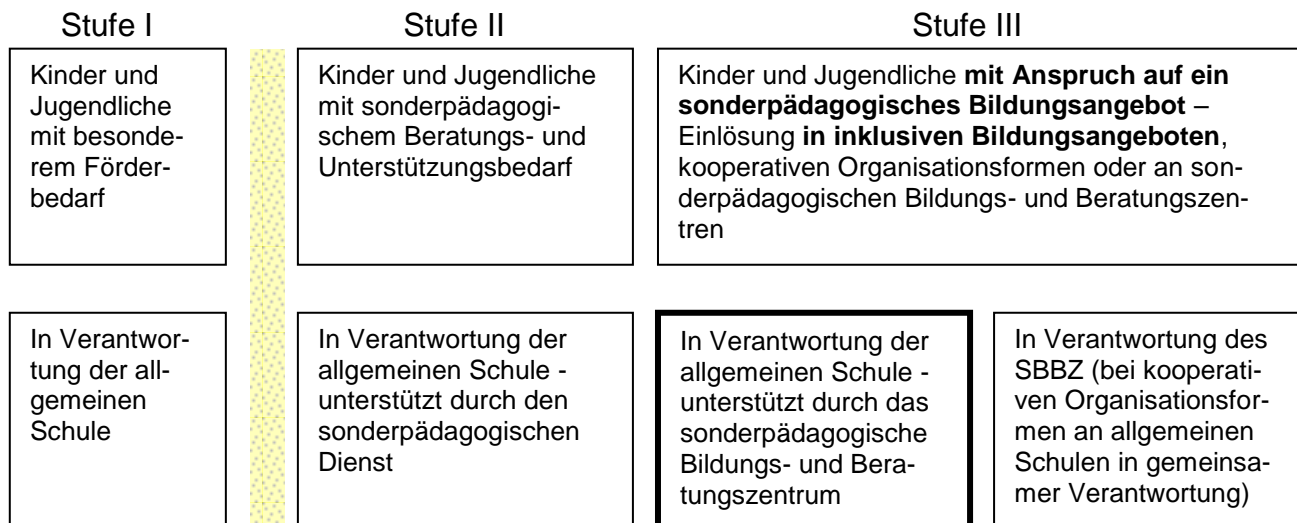 Stufe I
Stufe II
Stufe III
Kinder und
Jugendliche
mit besonde-
rem Förder-
bedarf
Kinder und Jugendliche
mit sonderpädagogi-
schem Beratungs- und
Unterstützungsbedarf
Kinder und Jugendliche mit Anspruch auf ein
sonderpädagogisches Bildungsangebot –
Einlösung in inklusiven Bildungsangeboten,
kooperativen Organisationsformen oder an son-
derpädagogischen Bildungs- und Beratungszen-
tren
In Verantwor-
tung der all-
gemeinen
Schule
In Verantwortung der
allgemeinen Schule -
unterstützt durch den
sonderpädagogischen
Dienst
In Verantwortung der
allgemeinen Schule -
unterstützt durch das
sonderpädagogische
Bildungs- und Bera-
tungszentrum
In Verantwortung des
SBBZ (bei kooperati-
ven Organisationsfor-
men an allgemeinen
Schulen in gemeinsa-
mer Verantwortung)